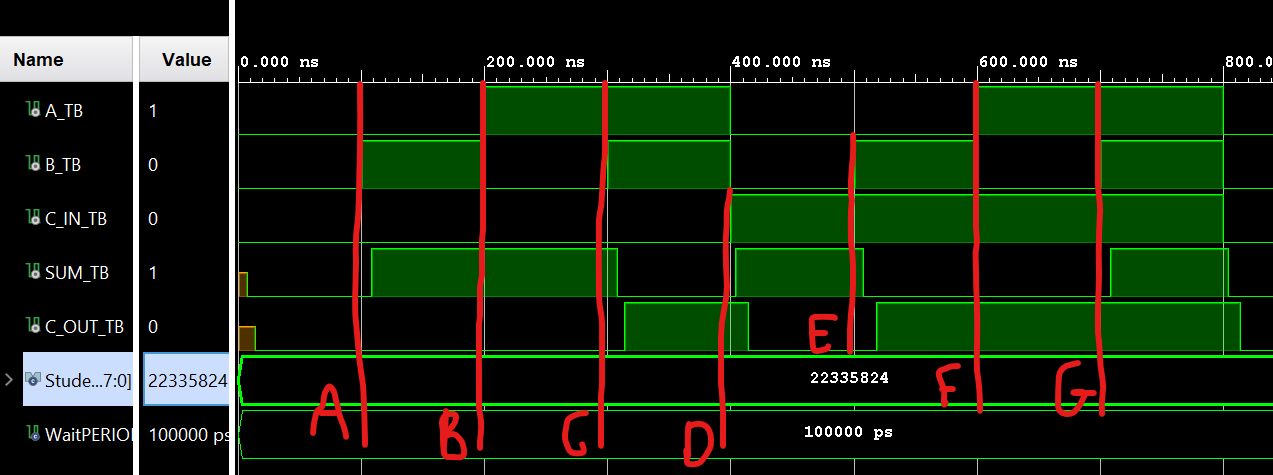 Name Value
0.000 ns 200.000 ns 400.000 ns 600.000 ns 800.0
A_TB 1
B_TB 0
C_IN_TB 0
SUM_TB 1
C_OUT_TB 0
Stude...7:0] 22335824 22335824
WaitPERIO 100000 ps 100000 ps
A B C D E F G